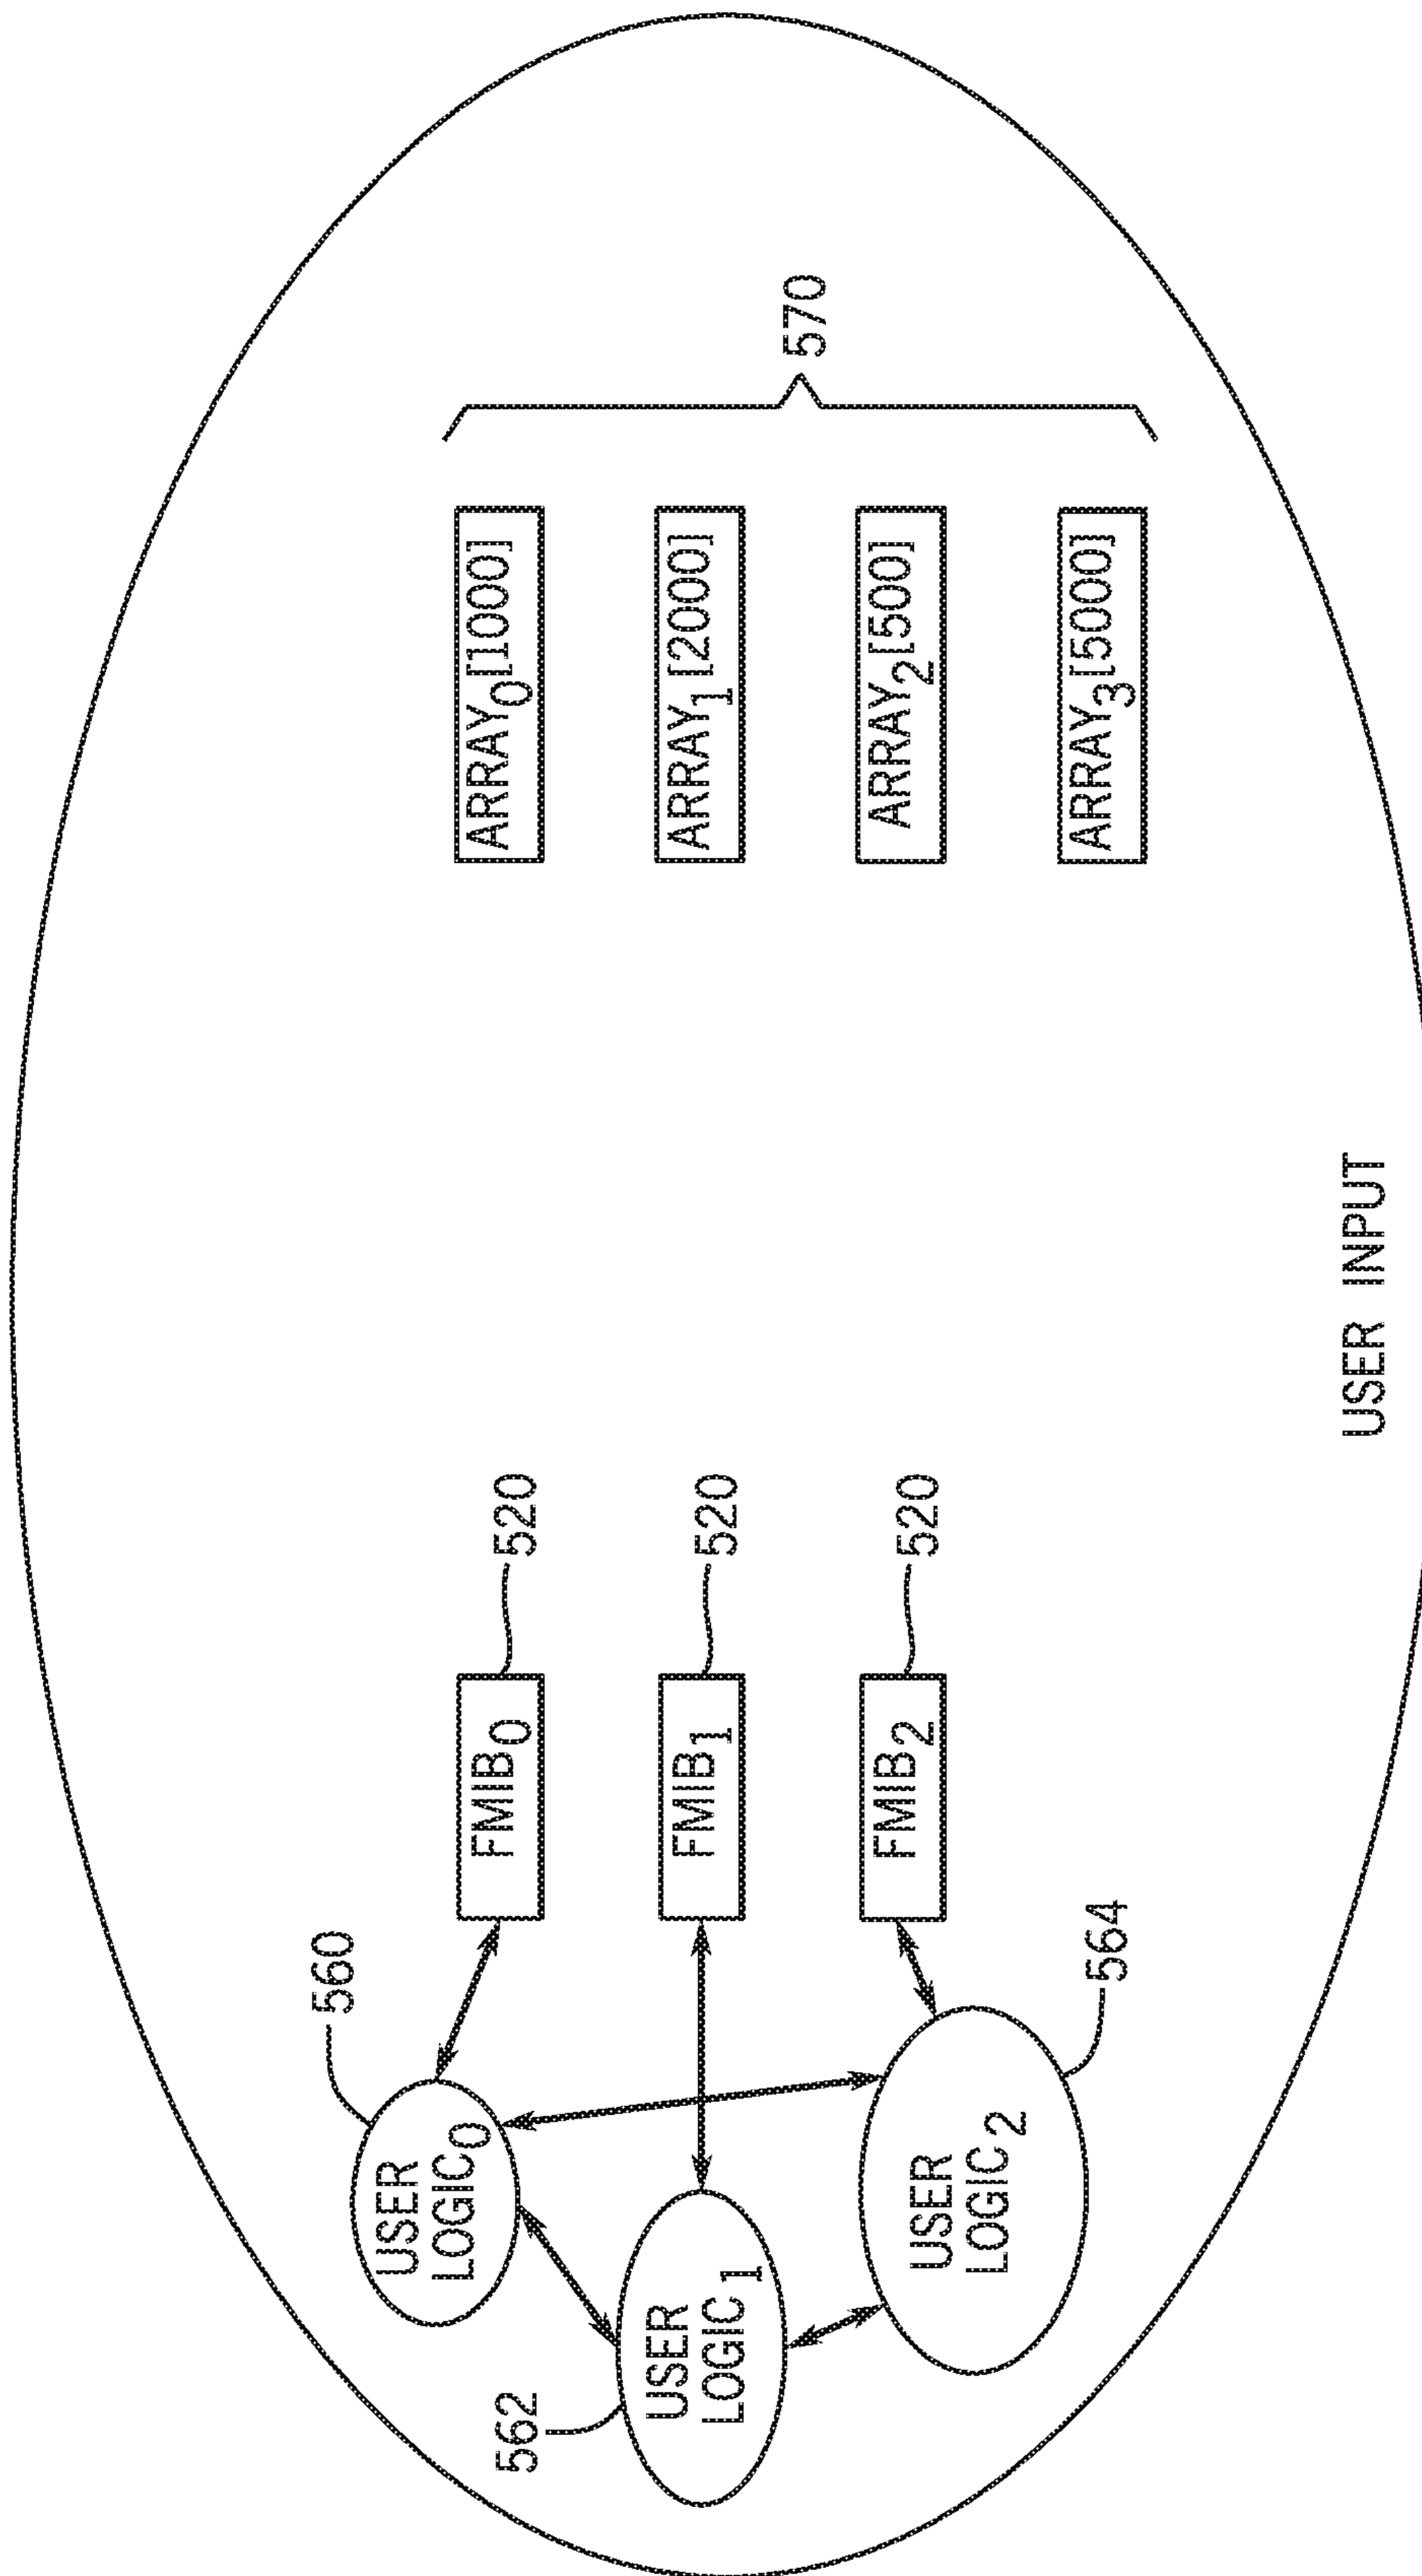 560
USER
LOGIC0
FMIB0
520
ARRAY0[1000]
562
USER
LOGIC1
FMIB1
520
ARRAY1[2000]
570
USER
LOGIC2
564
FMIB2
520
ARRAY2[500]
ARRAY3[5000]
USER INPUT